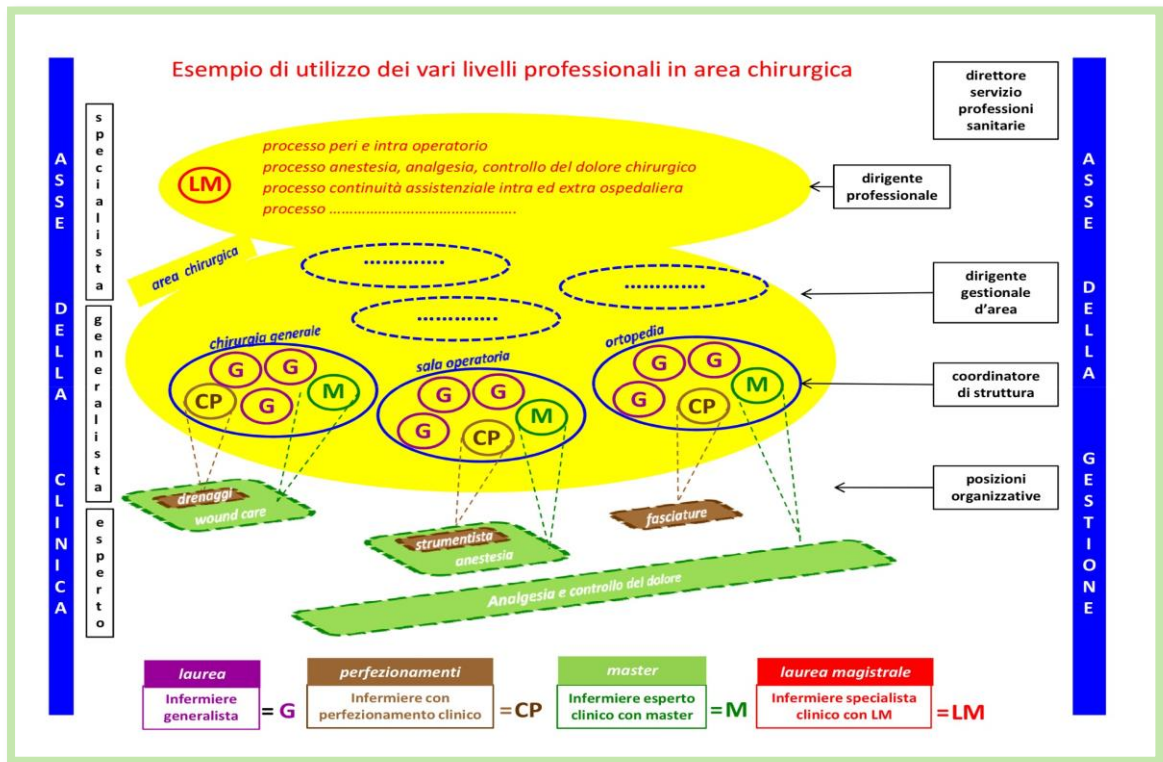 Esempio di utilizzo dei vari livelli professionali in area chirurgica
ASSE DELLA CLINICA
specialista
generalista
esperto
LM
processo peri e intra operatorio
processo anestesia, analgesia, controllo del dolore chirurgico
processo continuità assistenziale intra ed extra ospedaliera
processo ............................................
area chirurgica
.............
.............
.............
chirurgia generale
G
G
CP
G
M
sala operatoria
G
G
G
CP
M
ortopedia
G
G
G
CP
M
drenaggi
wound care
strumentista
anestesia
fasciature
Analgesia e controllo del dolore
direttore
servizio
professioni
sanitarie
dirigente
professionale
dirigente
gestionale
d'area
coordinatore
di struttura
posizioni
organizzative
ASSE DELLA GESTIONE
laurea
Infermiere
generalista
= G
perfezionamenti
Infermiere con
perfezionamento clinico
= CP
master
Infermiere esperto
clinico con master
= M
laurea magistrale
Infermiere specialista
clinico con LM
= LM